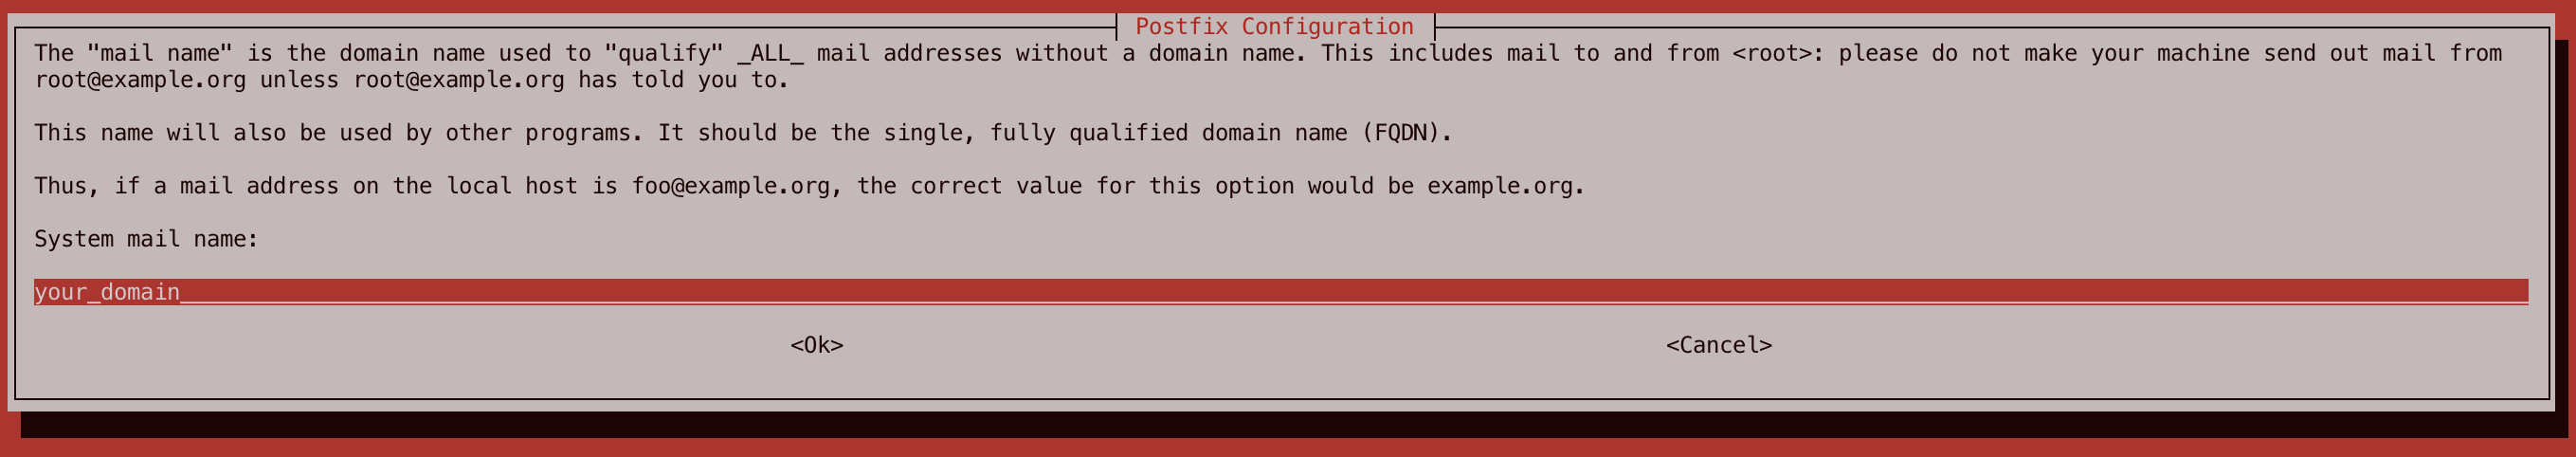 Postfix Configuration
The "mail name" is the domain name used to "qualify" _ALL_ mail addresses without a domain name. This includes mail to and from <root>: please do not make your machine send out mail from
root@example.org unless root@example.org has told you to.
This name will also be used by other programs. It should be the single, fully qualified domain name (FQDN).
Thus, if a mail address on the local host is foo@example.org, the correct value for this option would be example.org.
System mail name:
your_domain
<Ok> <Cancel>